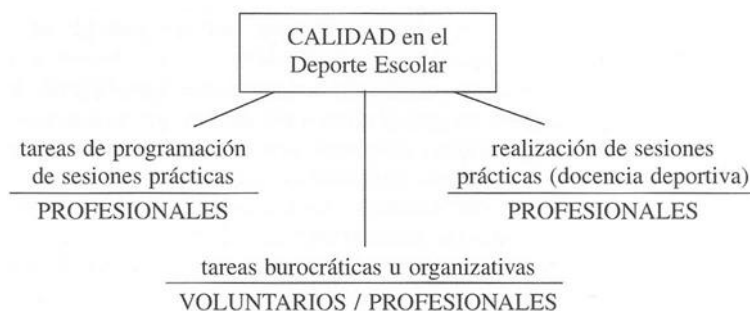 CALIDAD en el
Deporte Escolar
tareas de programación
de sesiones prácticas
PROFESIONALES
realización de sesiones
prácticas (docencia deportiva)
PROFESIONALES
tareas burocráticas u organizativas
VOLUNTARIOS / PROFESIONALES